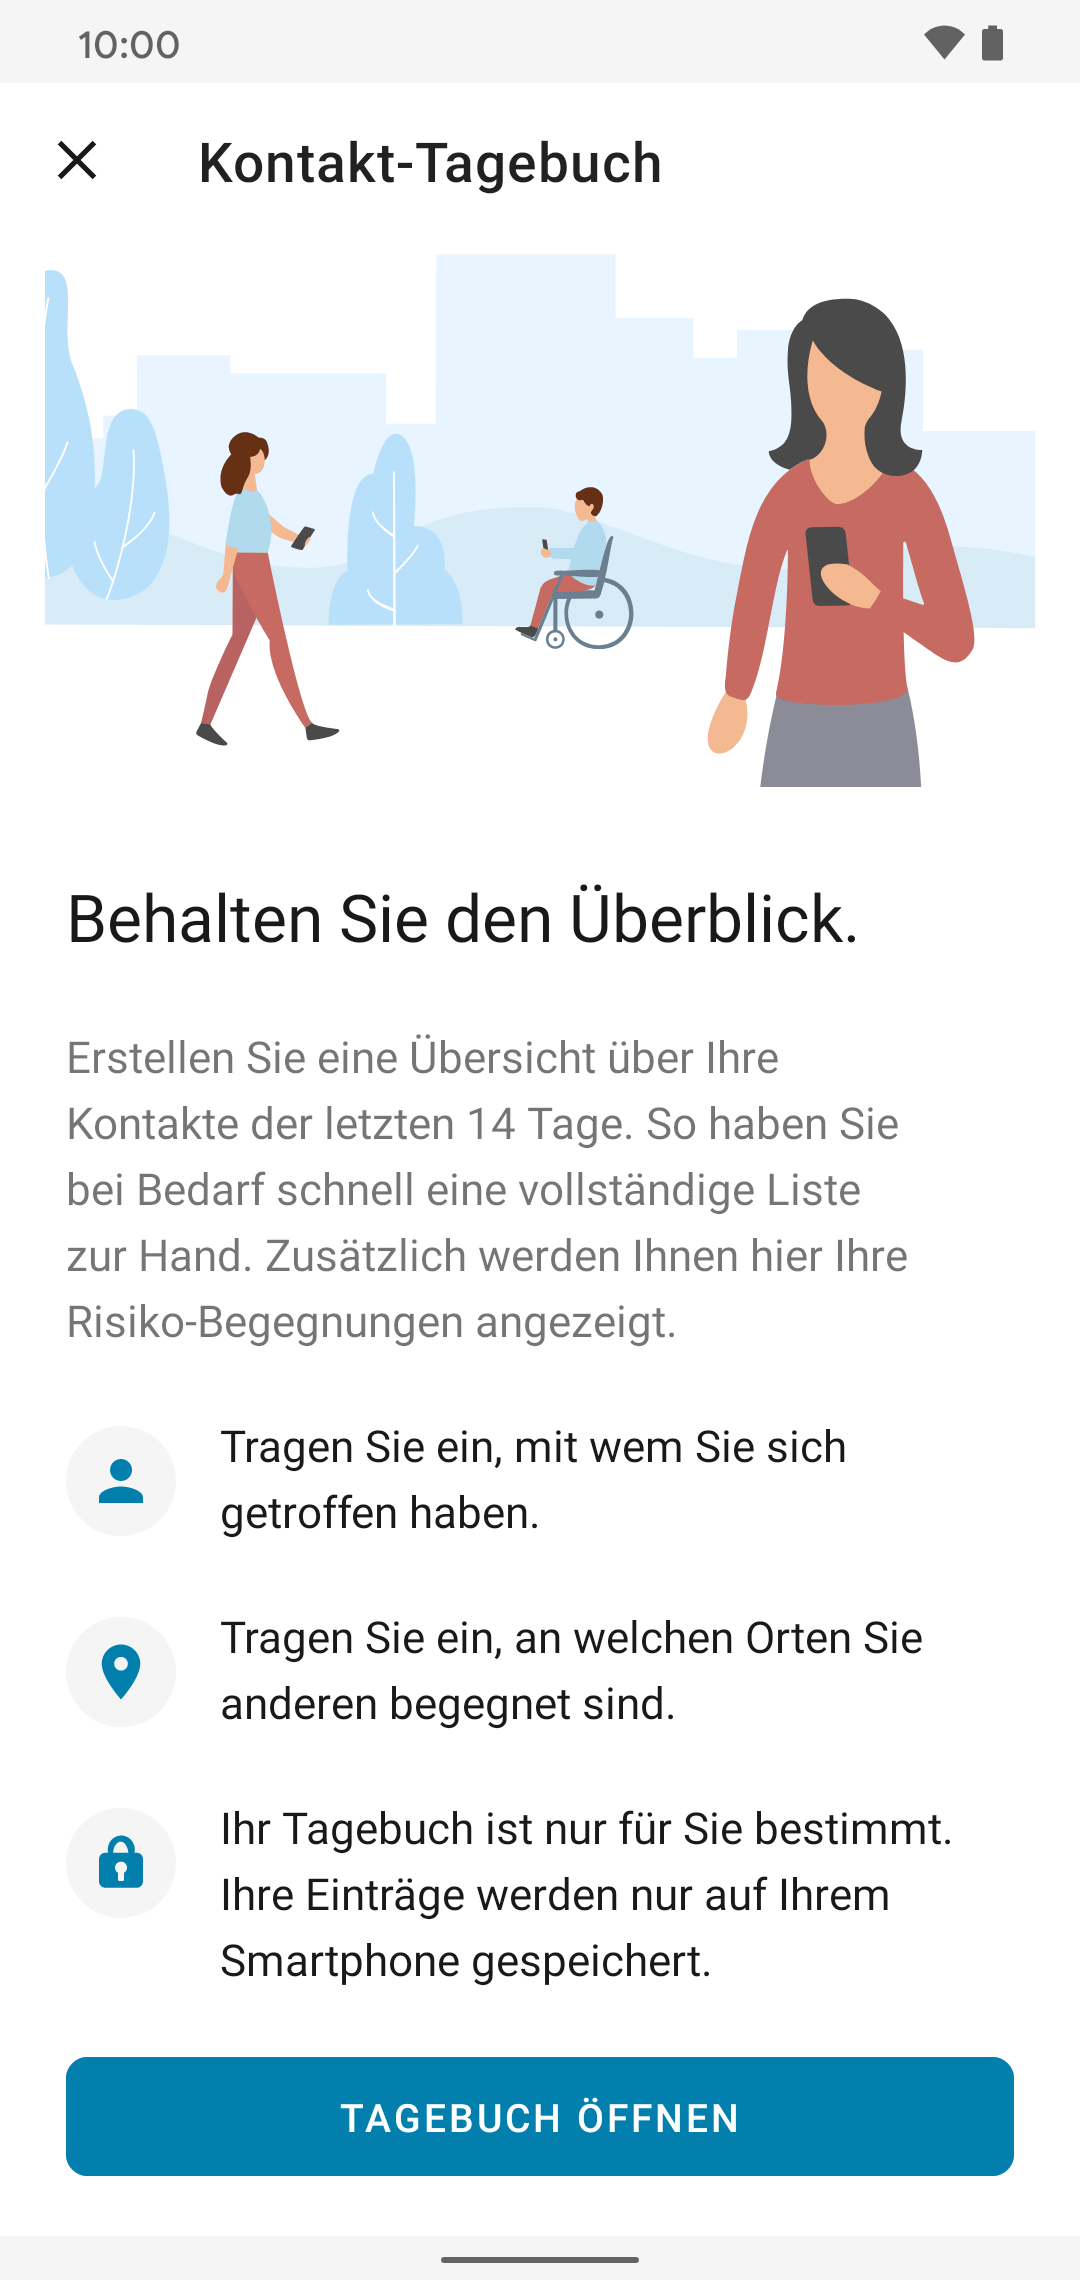 10:00
Kontakt-Tagebuch
Behalten Sie den Überblick.
Erstellen Sie eine Übersicht über Ihre
Kontakte der letzten 14 Tage. So haben Sie
bei Bedarf schnell eine vollständige Liste
zur Hand. Zusätzlich werden Ihnen hier Ihre
Risiko-Begegnungen angezeigt.
Tragen Sie ein, mit wem Sie sich
getroffen haben.
Tragen Sie ein, an welchen Orten Sie
anderen begegnet sind.
Ihr Tagebuch ist nur für Sie bestimmt.
Ihre Einträge werden nur auf Ihrem
Smartphone gespeichert.
TAGEBUCH ÖFFNEN